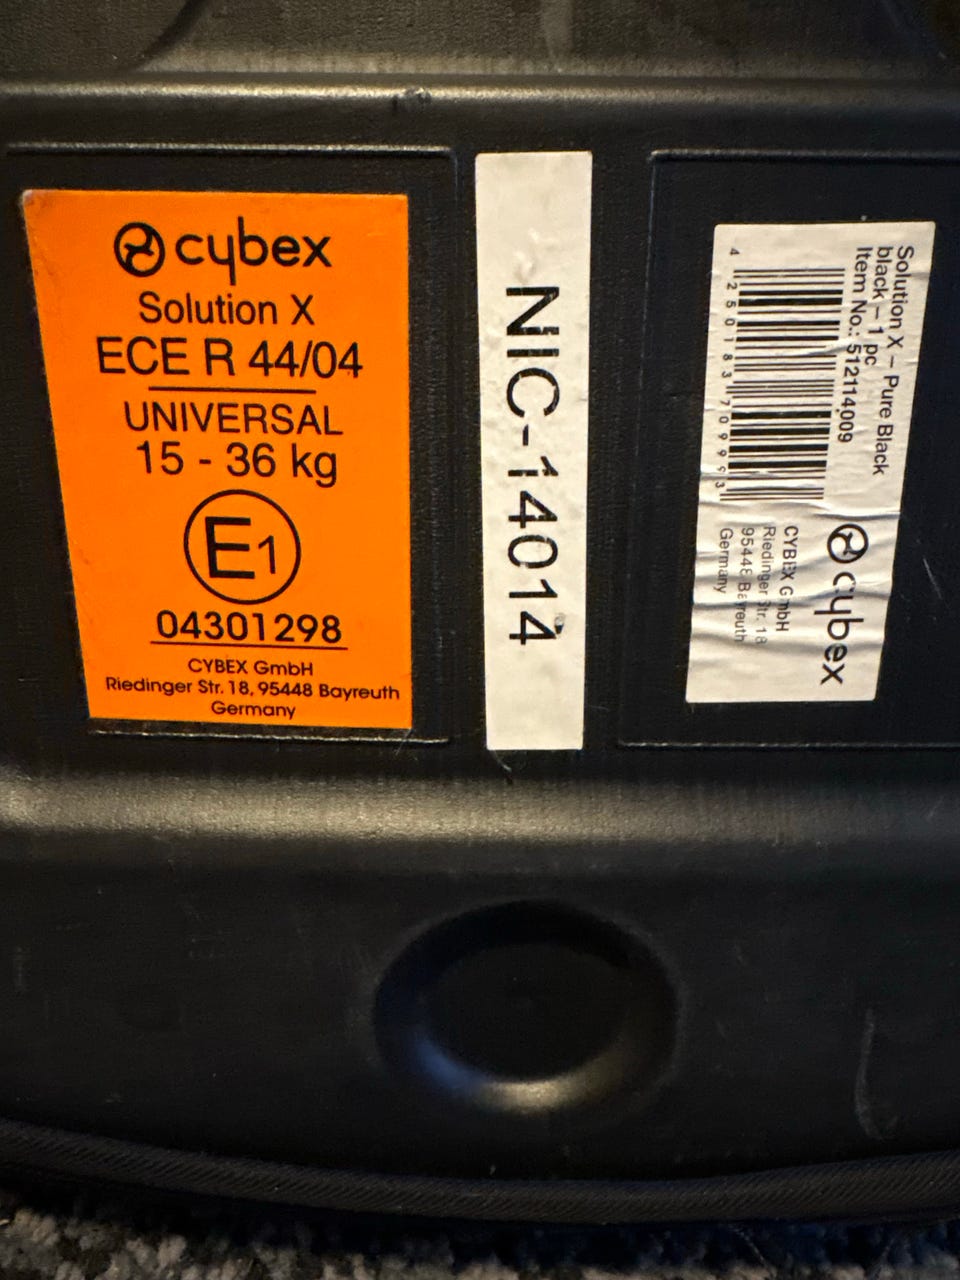 cybex
Solution X
ECE R 44/04
UNIVERSAL
15 - 36 kg
E1
04301298
CYBEX GmbH
Riedinger Str. 18, 95448 Bayreuth
Germany
NIC-14014
Solution X – Pure Black
black – 1 pc
Item No.: 512114009
4 250183 709993
cybex
CYBEX GmbH
Riedinger Str. 18
95448 Bayreuth
Germany